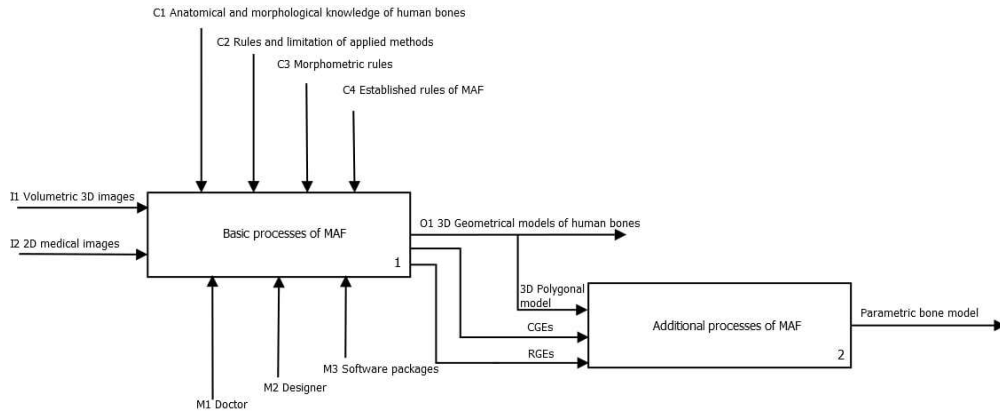 C1 Anatomical and morphological knowledge of human bones
C2 Rules and limitation of applied methods
C3 Morphometric rules
C4 Established rules of MAF
I1 Volumetric 3D images
I2 2D medical images
Basic processes of MAF
1
O1 3D Geometrical models of human bones
3D Polygonal
model
CGEs
RGEs
Additional processes of MAF
2
Parametric bone model
M3 Software packages
M2 Designer
M1 Doctor